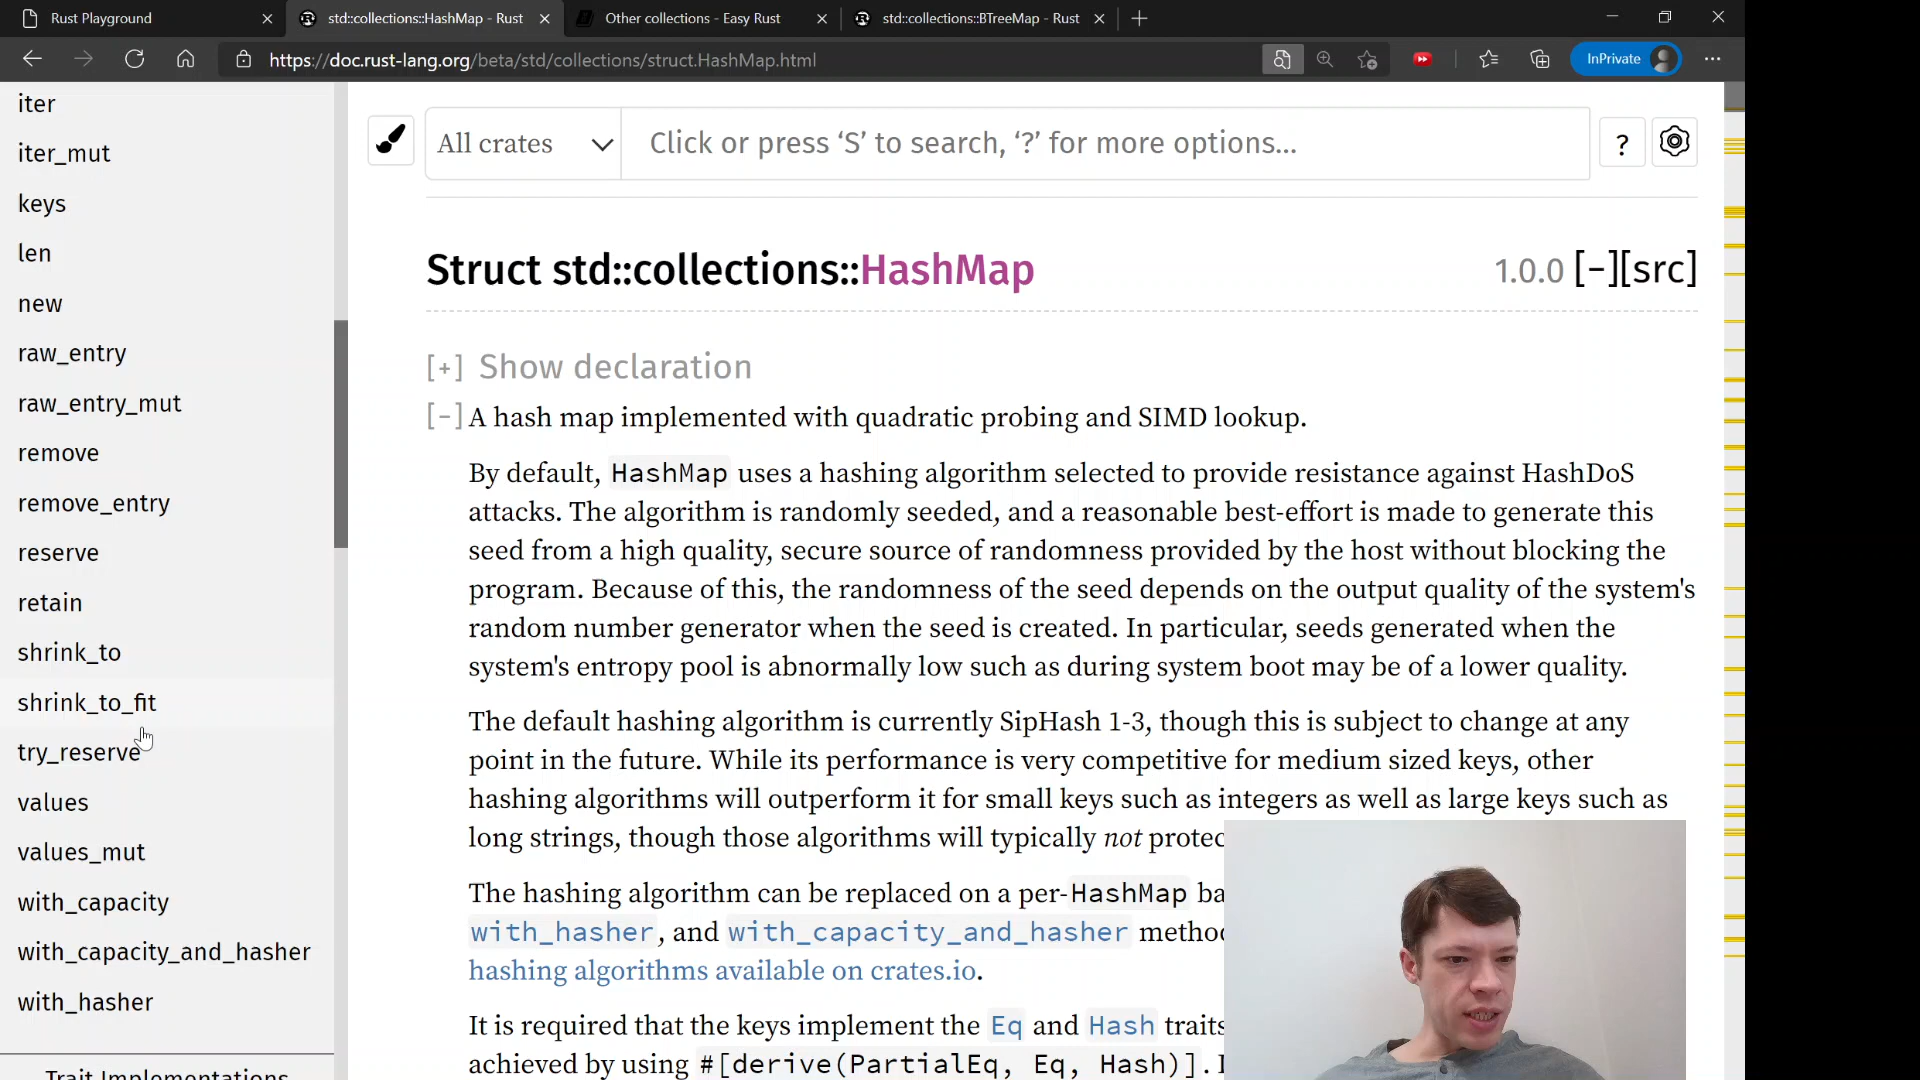 Rust Playground
std::collections::HashMap - Rust
Other collections - Easy Rust
std::collections::BTreeMap - Rust
https://doc.rust-lang.org/beta/std/collections/struct.HashMap.html
InPrivate
iter
iter_mut
keys
len
new
raw_entry
raw_entry_mut
remove
remove_entry
reserve
retain
shrink_to
shrink_to_fit
try_reserve
values
values_mut
with_capacity
with_capacity_and_hasher
with_hasher
Trait Implementations
All crates
Click or press ‘S’ to search, ‘?’ for more options…
?
Struct std::collections::HashMap
1.0.0 [−][src]
[+] Show declaration
[−] A hash map implemented with quadratic probing and SIMD lookup.
By default, HashMap uses a hashing algorithm selected to provide resistance against HashDoS
attacks. The algorithm is randomly seeded, and a reasonable best-effort is made to generate this
seed from a high quality, secure source of randomness provided by the host without blocking the
program. Because of this, the randomness of the seed depends on the output quality of the system's
random number generator when the seed is created. In particular, seeds generated when the
system's entropy pool is abnormally low such as during system boot may be of a lower quality.
The default hashing algorithm is currently SipHash 1-3, though this is subject to change at any
point in the future. While its performance is very competitive for medium sized keys, other
hashing algorithms will outperform it for small keys such as integers as well as large keys such as
long strings, though those algorithms will typically not protec
The hashing algorithm can be replaced on a per-HashMap ba
with_hasher, and with_capacity_and_hasher metho
hashing algorithms available on crates.io.
It is required that the keys implement the Eq and Hash traits
achieved by using #[derive(PartialEq, Eq, Hash)].